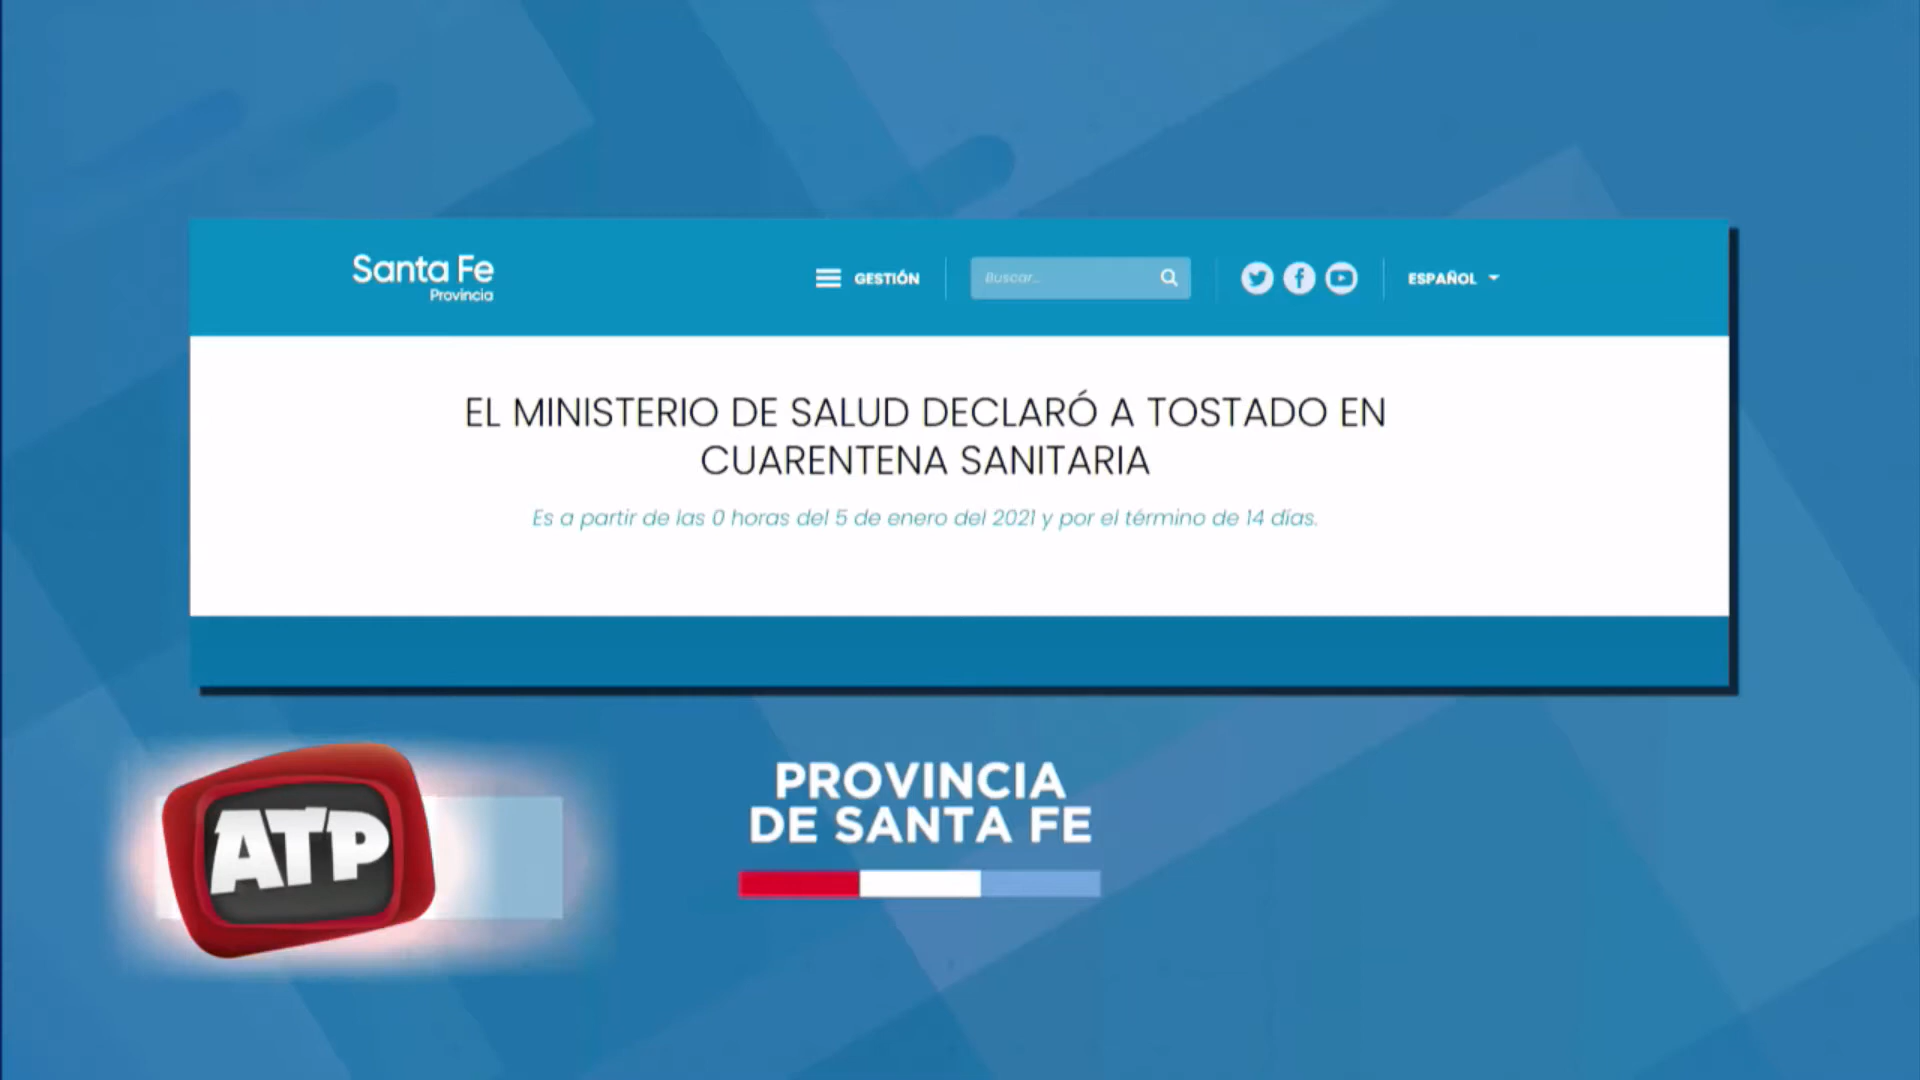 Santa Fe
Provincia
GESTIÓN
Buscar...
ESPAÑOL
EL MINISTERIO DE SALUD DECLARÓ A TOSTADO EN
CUARENTENA SANITARIA
Es a partir de las 0 horas del 5 de enero del 2021 y por el término de 14 días.
ATP
PROVINCIA
DE SANTA FE